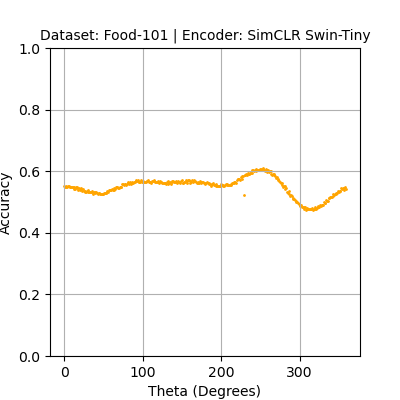 Dataset: Food-101 | Encoder: SimCLR Swin-Tiny
1.0
0.8
0.6
0.4
0.2
0.0
Accuracy
0 100 200 300
Theta (Degrees)